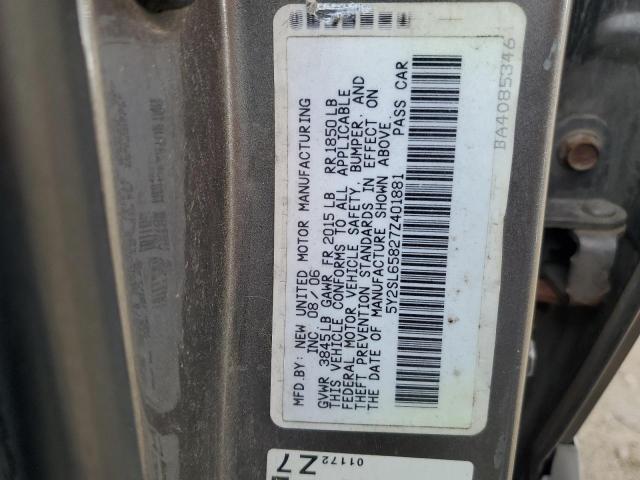 MFD.BY: NEW UNITED MOTOR MANUFACTURING
INC. 08/06
GVWR 3845LB GAWR FR 2015 LB RR 1850 LB
THIS VEHICLE CONFORMS TO ALL APPLICABLE
FEDERAL MOTOR VEHICLE SAFETY, BUMPER, AND
THEFT PREVENTION STANDARDS IN EFFECT ON
THE DATE OF MANUFACTURE SHOWN ABOVE.
5Y2SL65827Z401881 PASS CAR
BA4085346
01172
Z7